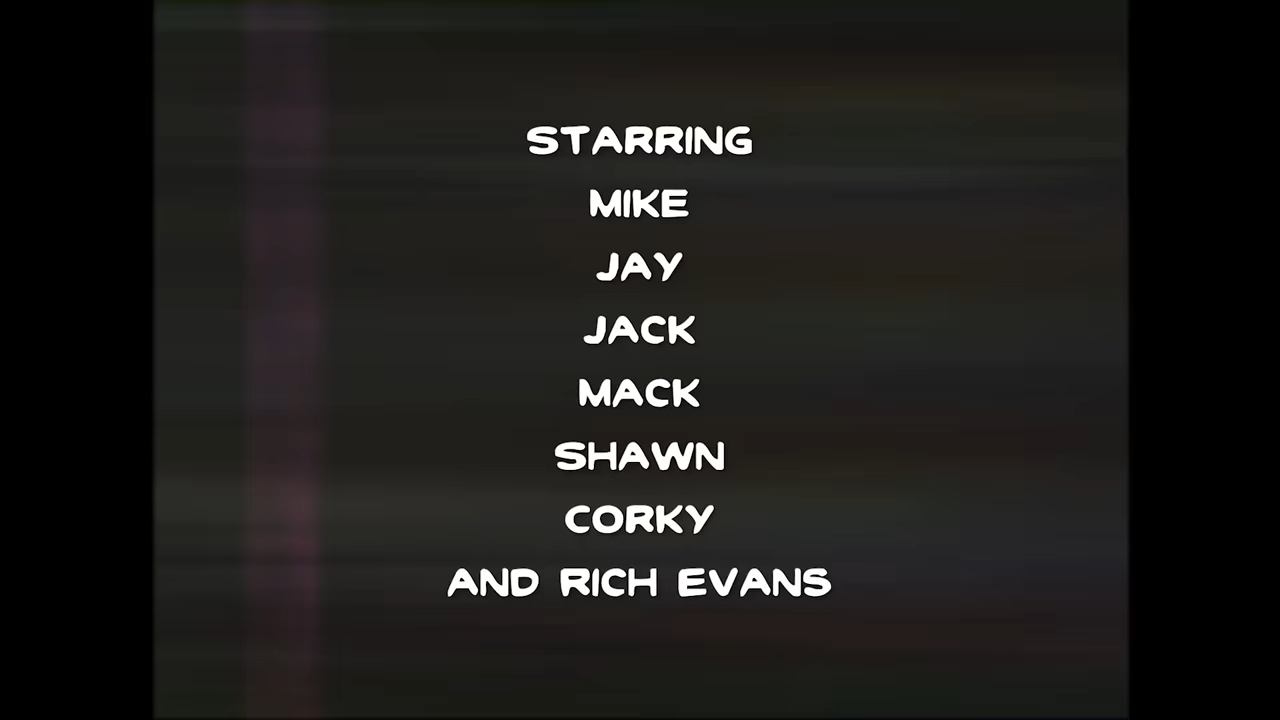 STARRING
MIKE
JAY
JACK
MACK
SHAWN
CORKY
AND RICH EVANS